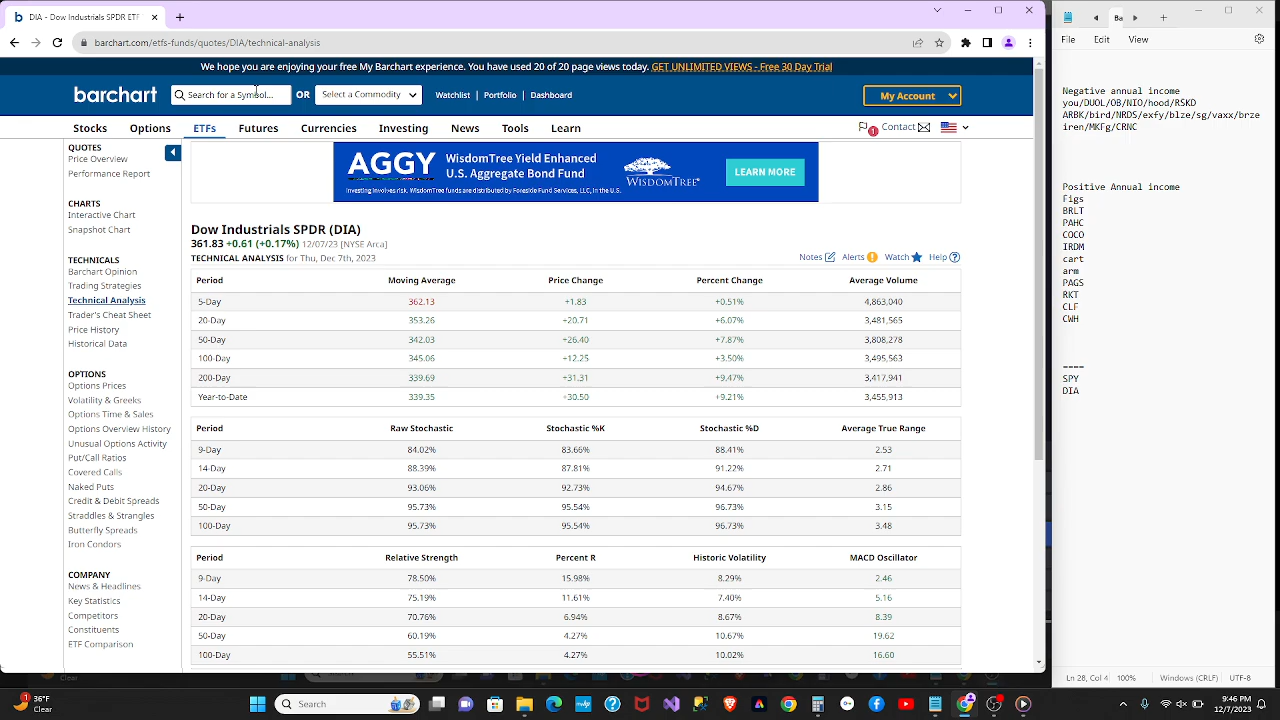 DIA - Dow Industrials SPDR ETF
barchart.com/etfs-funds/quotes/DIA/technical-analysis
We hope you are enjoying your free My Barchart experience. You have used 20 of 20 page views today. GET UNLIMITED VIEWS - Free 30 Day Trial
barchart Search for a Symbol... OR Select a Commodity Watchlist Portfolio Dashboard My Account
Stocks Options ETFs Futures Currencies Investing News Tools Learn Contact
QUOTES
Price Overview
Performance Report
CHARTS
Interactive Chart
Snapshot Chart
TECHNICALS
Barchart Opinion
Trading Strategies
Technical Analysis
Trader's Cheat Sheet
Price History
Historical Data
OPTIONS
Options Prices
Volatility & Greeks
Options Time & Sales
Options Overview History
Unusual Options Activity
Put/Call Ratios
Covered Calls
Naked Puts
Credit & Debit Spreads
Straddles & Strangles
Butterfly Spreads
Iron Condors
COMPANY
News & Headlines
Key Statistics
Competitors
Constituents
ETF Comparison
AGGY WisdomTree Yield Enhanced
U.S. Aggregate Bond Fund
WISDOMTREE LEARN MORE
Investing involves risk. WisdomTree funds are distributed by Foreside Fund Services, LLC, in the U.S.
Dow Industrials SPDR (DIA)
361.83 +0.61 (+0.17%) 12/07/23 [NYSE Arca]
TECHNICAL ANALYSIS for Thu, Dec 7th, 2023 Notes Alerts Watch Help
Period Moving Average Price Change Percent Change Average Volume
5-Day 362.13 +1.83 +0.51% 4,863,040
20-Day 353.26 +20.71 +6.07% 3,481,565
50-Day 342.03 +26.40 +7.87% 3,808,278
100-Day 345.06 +12.25 +3.50% 3,495,563
200-Day 339.69 +31.31 +9.47% 3,417,941
Year-to-Date 339.35 +30.50 +9.21% 3,455,913
Period Raw Stochastic Stochastic %K Stochastic %D Average True Range
9-Day 84.02% 83.66% 88.41% 2.53
14-Day 88.39% 87.81% 91.22% 2.71
20-Day 93.06% 92.73% 94.67% 2.86
50-Day 95.73% 95.54% 96.73% 3.15
100-Day 95.73% 95.54% 96.73% 3.48
Period Relative Strength Percent R Historic Volatility MACD Oscillator
9-Day 78.50% 15.98% 8.29% 2.46
14-Day 75.19% 11.61% 7.40% 5.16
20-Day 70.76% 6.94% 8.67% 8.39
50-Day 60.19% 4.27% 10.67% 19.62
100-Day 55.51% 4.27% 10.02% 16.60
Ba
File Edit View
Negative annual income
you/DUOL/OB/NIO/hood/RSKD
ARBK/bird/NRDS/exfy/blze/sg/vaxx/brze
iren/MKFg/CRNC
Positive Annual income
Figs
BRLT
PAHC
COCO
IRDM
cart
arm
PAGS
RKT
CLF
CWH
----
SPY
DIA
Ln 28, Col 4 100% Windows (CRLF) UTF-8
36°F
Clear
Search
9:46 PM
12/7/2023